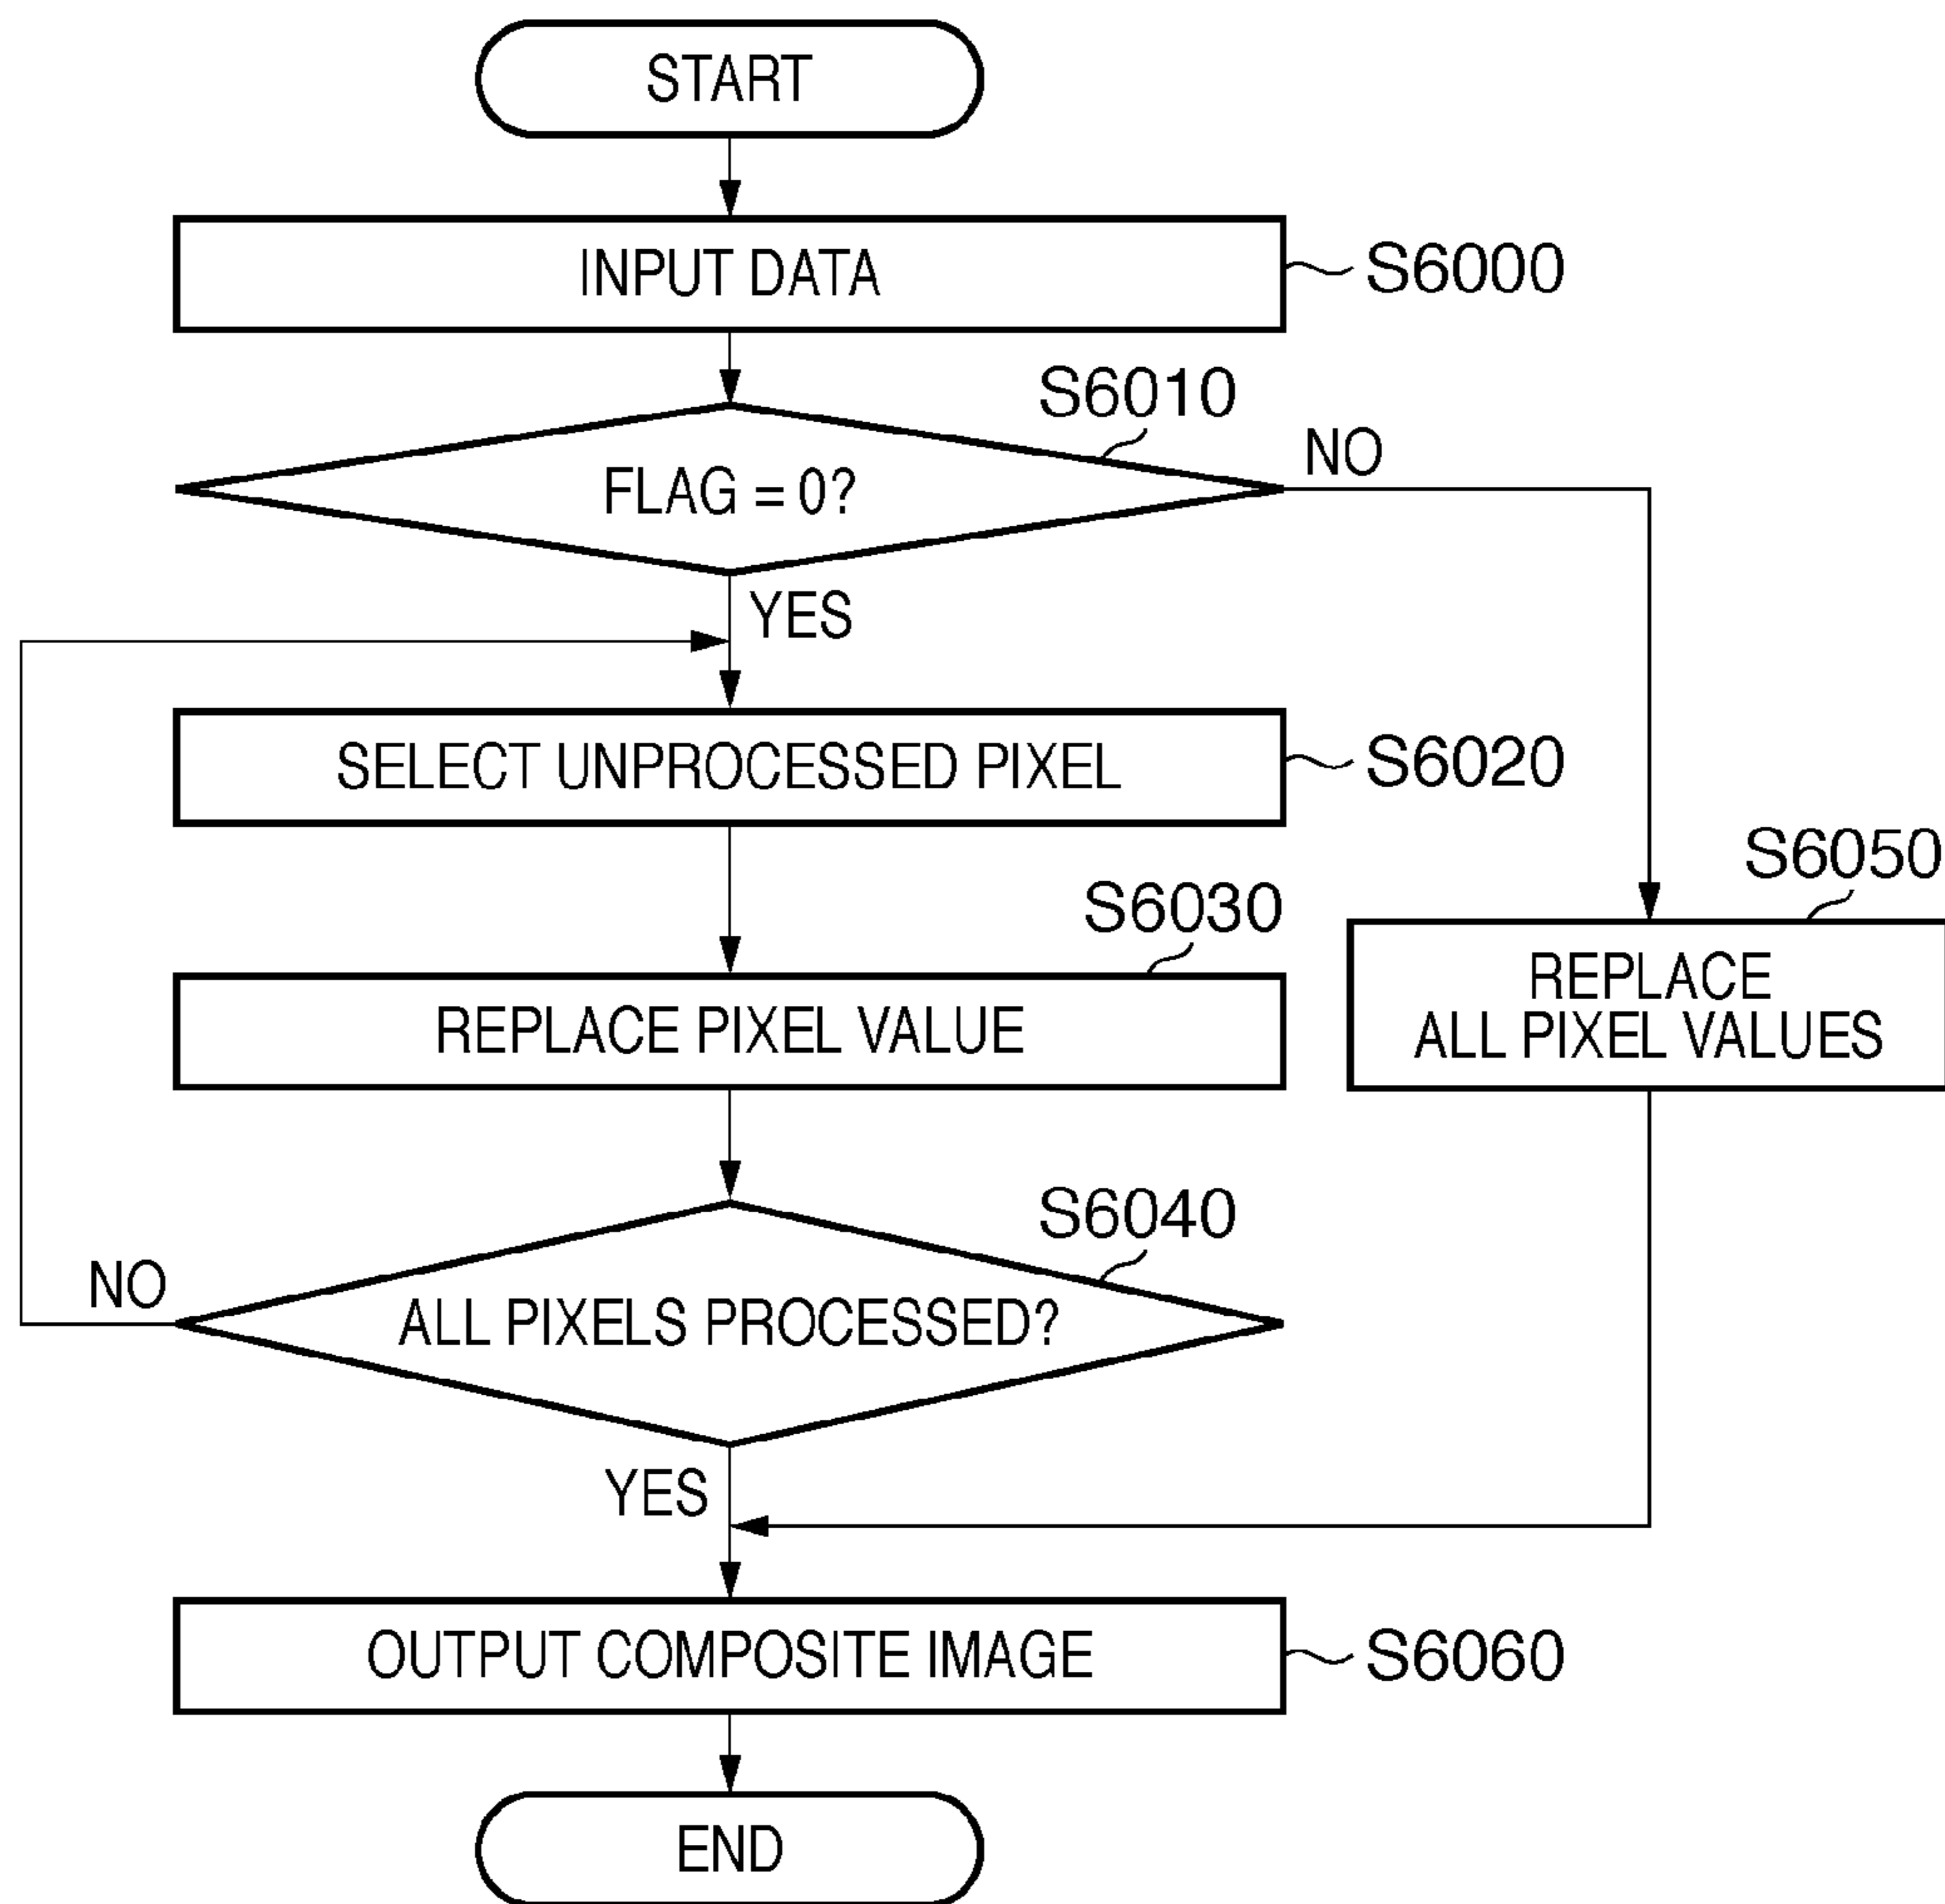 START
INPUT DATA
S6000
S6010
FLAG = 0?
NO
YES
SELECT UNPROCESSED PIXEL
S6020
S6030
REPLACE PIXEL VALUE
S6050
REPLACE
ALL PIXEL VALUES
S6040
ALL PIXELS PROCESSED?
NO
YES
OUTPUT COMPOSITE IMAGE
S6060
END